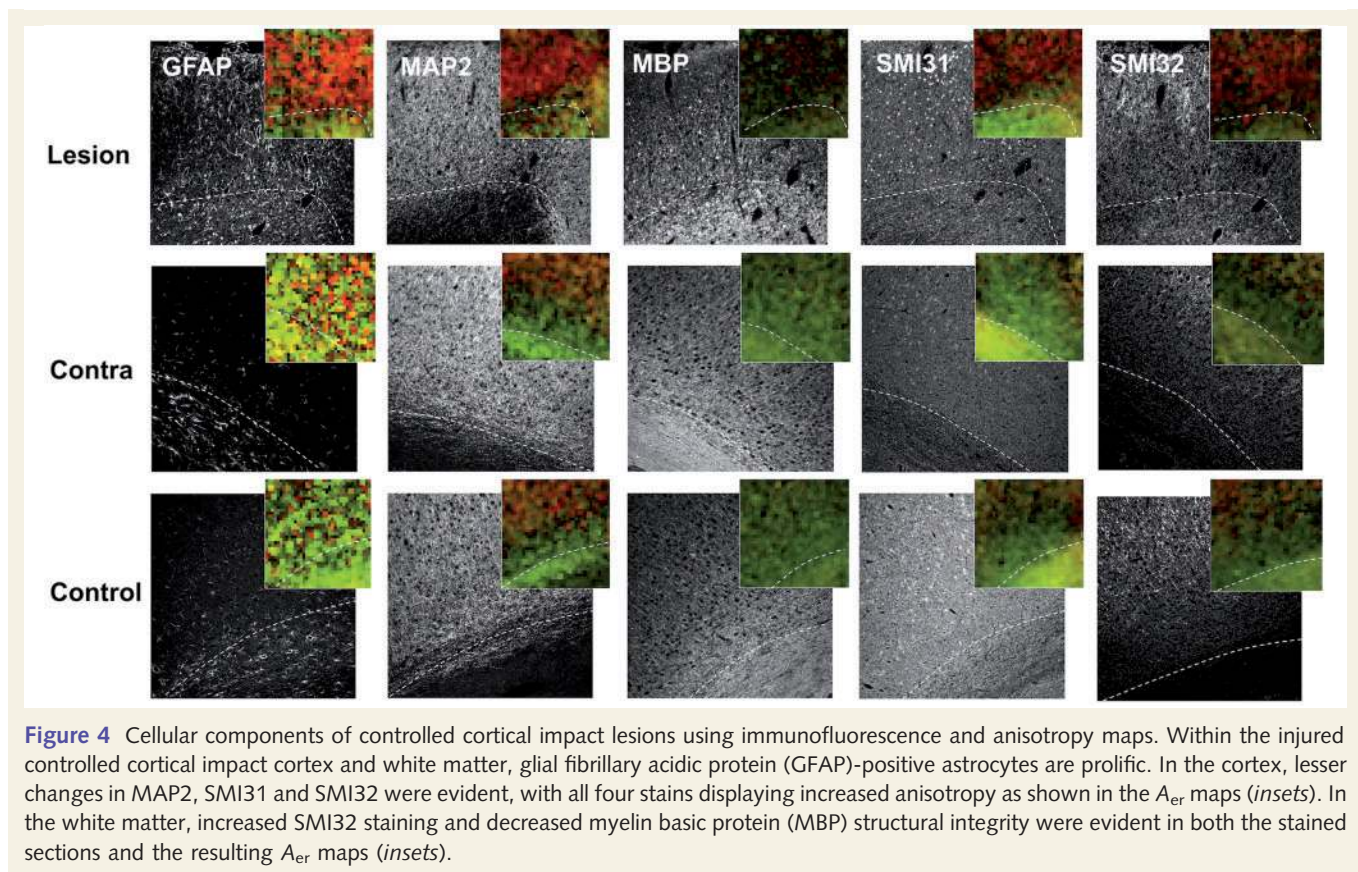 GFAP MAP2 MBP SMI31 SMI32
Lesion
Contra
Control
Figure 4 Cellular components of controlled cortical impact lesions using immunofluorescence and anisotropy maps. Within the injured
controlled cortical impact cortex and white matter, glial fibrillary acidic protein (GFAP)-positive astrocytes are prolific. In the cortex, lesser
changes in MAP2, SMI31 and SMI32 were evident, with all four stains displaying increased anisotropy as shown in the Aer maps (insets). In
the white matter, increased SMI32 staining and decreased myelin basic protein (MBP) structural integrity were evident in both the stained
sections and the resulting Aer maps (insets).